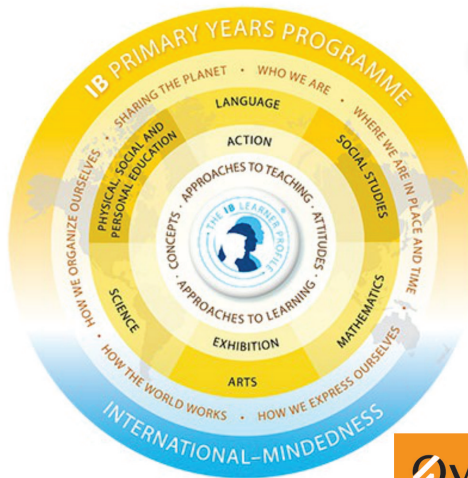 IB PRIMARY YEARS PROGRAMME
SHARING THE PLANET • WHO WE ARE • WHERE WE ARE IN PLACE AND TIME
HOW WE EXPRESS OURSELVES • HOW THE WORLD WORKS • HOW WE ORGANIZE OURSELVES
LANGUAGE
SOCIAL STUDIES
MATHEMATICS
ARTS
SCIENCE
PHYSICAL, SOCIAL AND
PERSONAL EDUCATION
ACTION
EXHIBITION
APPROACHES TO TEACHING · ATTITUDES · APPROACHES TO LEARNING · CONCEPTS
THE IB LEARNER PROFILE
®
INTERNATIONAL-MINDEDNESS